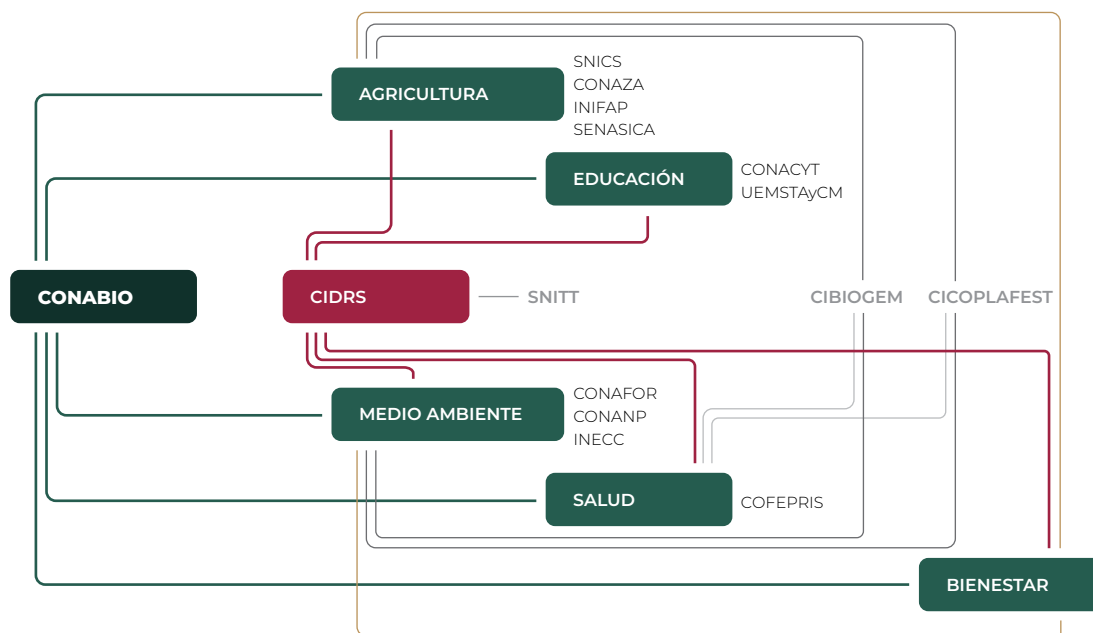 SNICS
CONAZA
INIFAP
SENASICA
AGRICULTURA
EDUCACIÓN
CONACYT
UEMSTAyCM
CONABIO
CIDRS
SNITT
CIBIOGEM
CICOPLAFEST
MEDIO AMBIENTE
CONAFOR
CONANP
INECC
SALUD
COFEPRIS
BIENESTAR